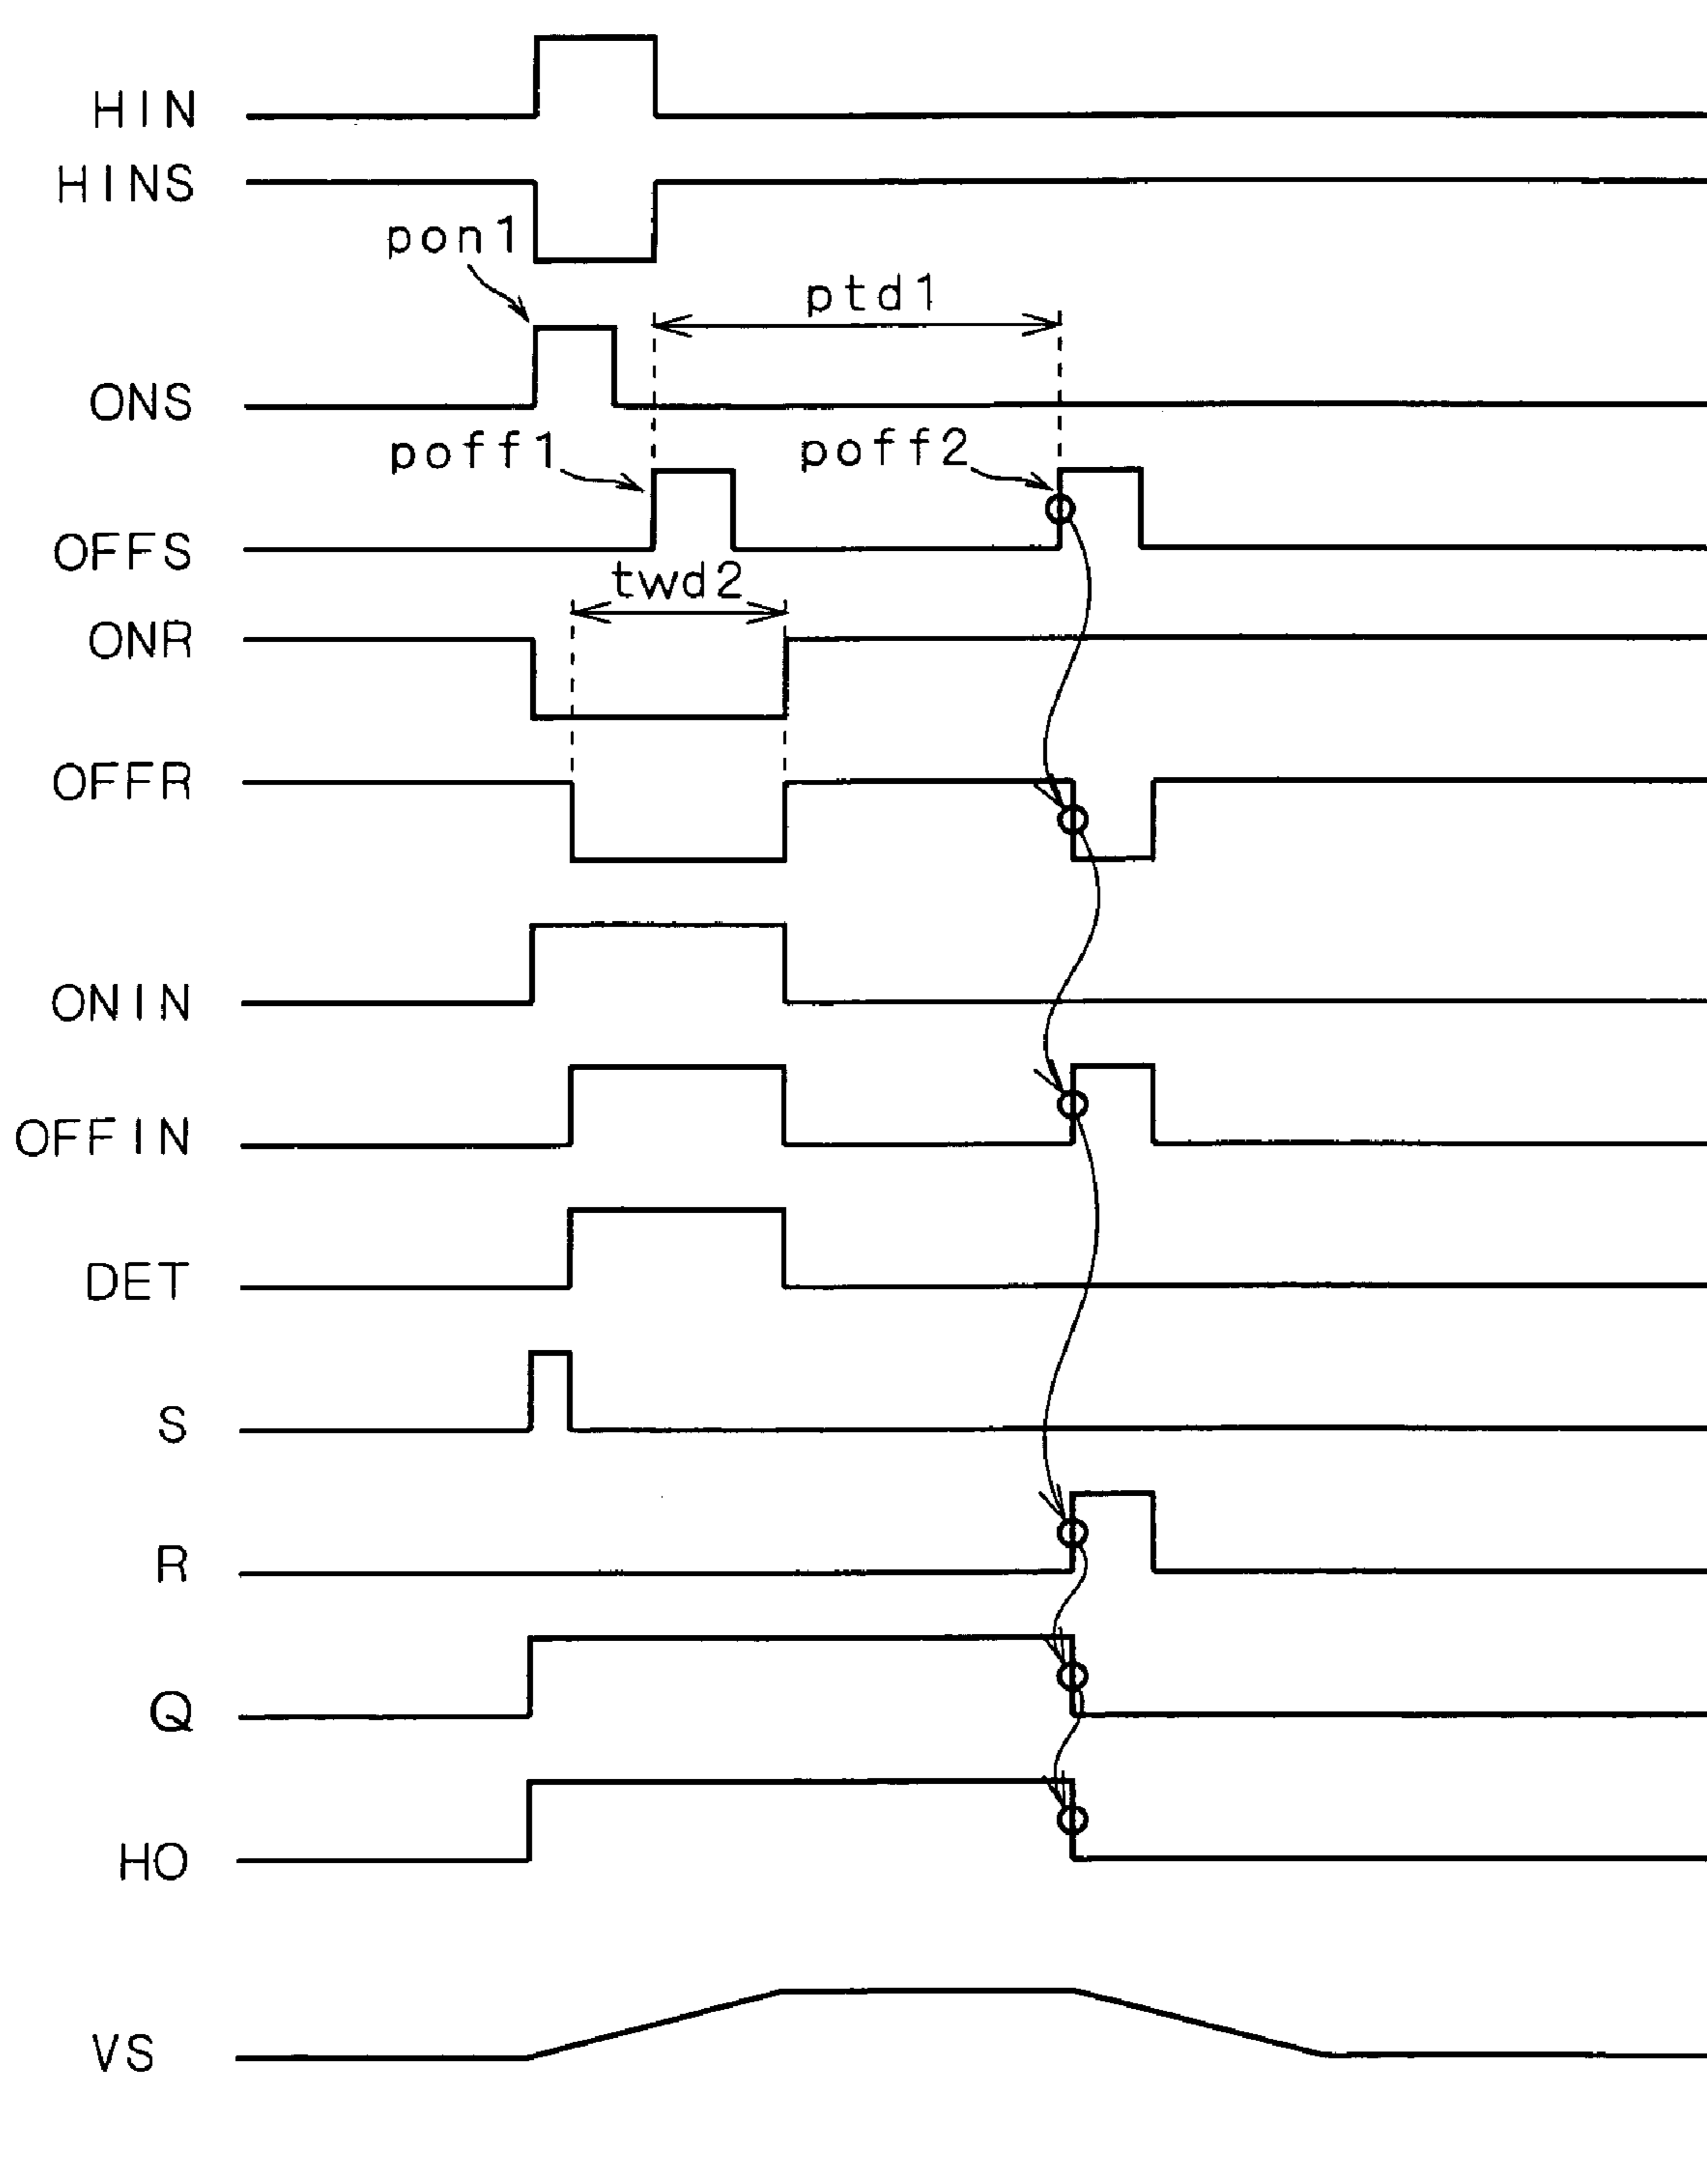 HIN
HINS
pon1
ptd1
ONS
poff1
poff2
OFFS
twd2
ONR
OFFR
ONIN
OFFIN
DET
S
R
Q
HO
VS